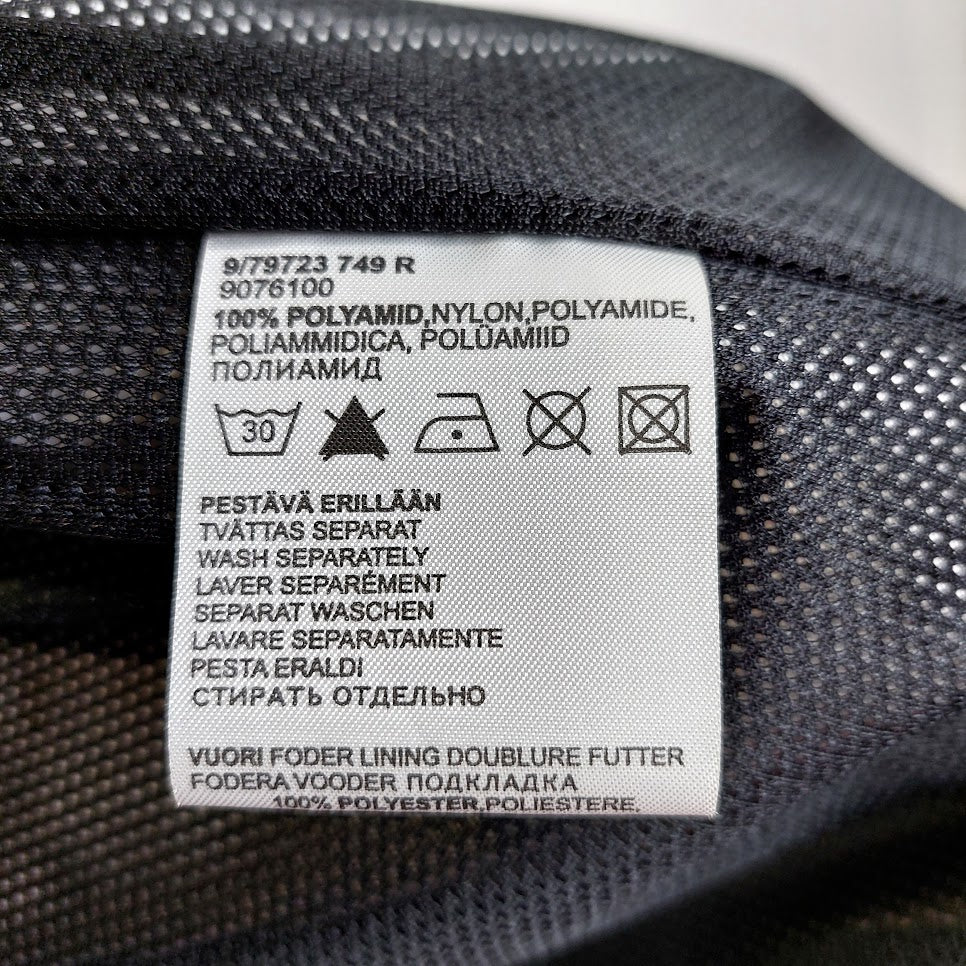 9/79723 749 R
9076100
100% POLYAMID,NYLON,POLYAMIDE,
POLIAMMIDICA, POLÜAMIID
ПОЛИАМИД
30
PESTÄVÄ ERILLÄÄN
TVÄTTAS SEPARAT
WASH SEPARATELY
LAVER SEPARÉMENT
SEPARAT WASCHEN
LAVARE SEPARATAMENTE
PESTA ERALDI
СТИРАТЬ ОТДЕЛЬНО
VUORI FODER LINING DOUBLURE FUTTER
FODERA VOODER ПОДКЛАДКА
100% POLYESTER,POLIESTERE,